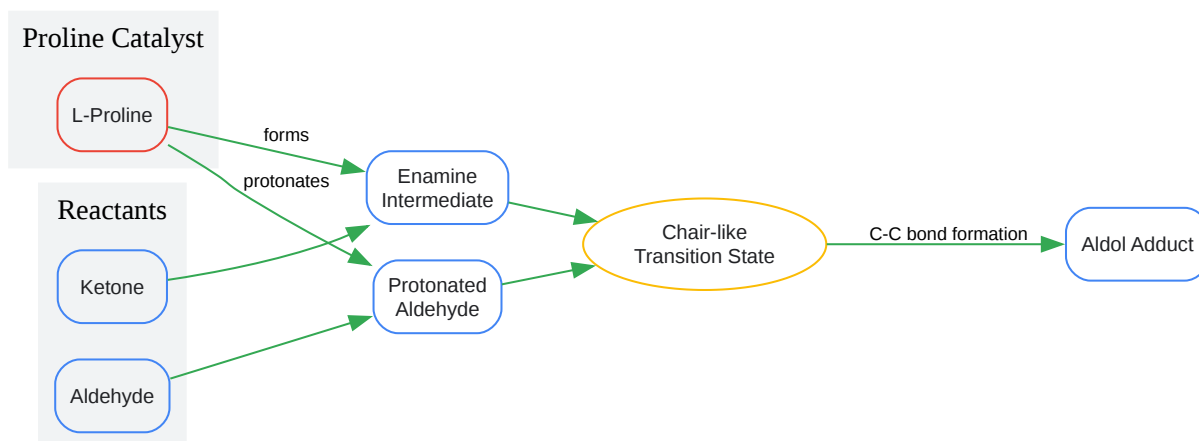 Proline Catalyst
L-Proline
forms
protonates
Reactants
Ketone
Aldehyde
Enamine
Intermediate
Protonated
Aldehyde
Chair-like
Transition State
C-C bond formation
Aldol Adduct